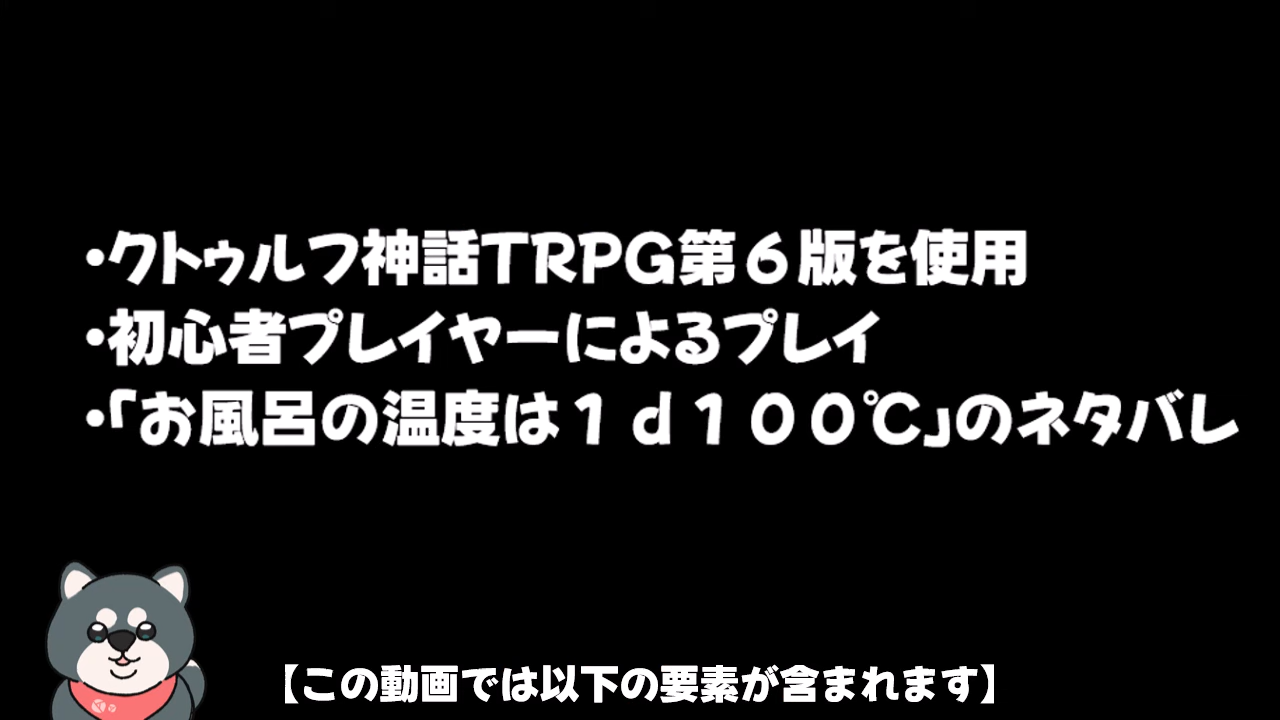 ・クトゥルフ神話TRPG第６版を使用
・初心者プレイヤーによるプレイ
・「お風呂の温度は１ｄ１００℃」のネタバレ
【この動画では以下の要素が含まれます】